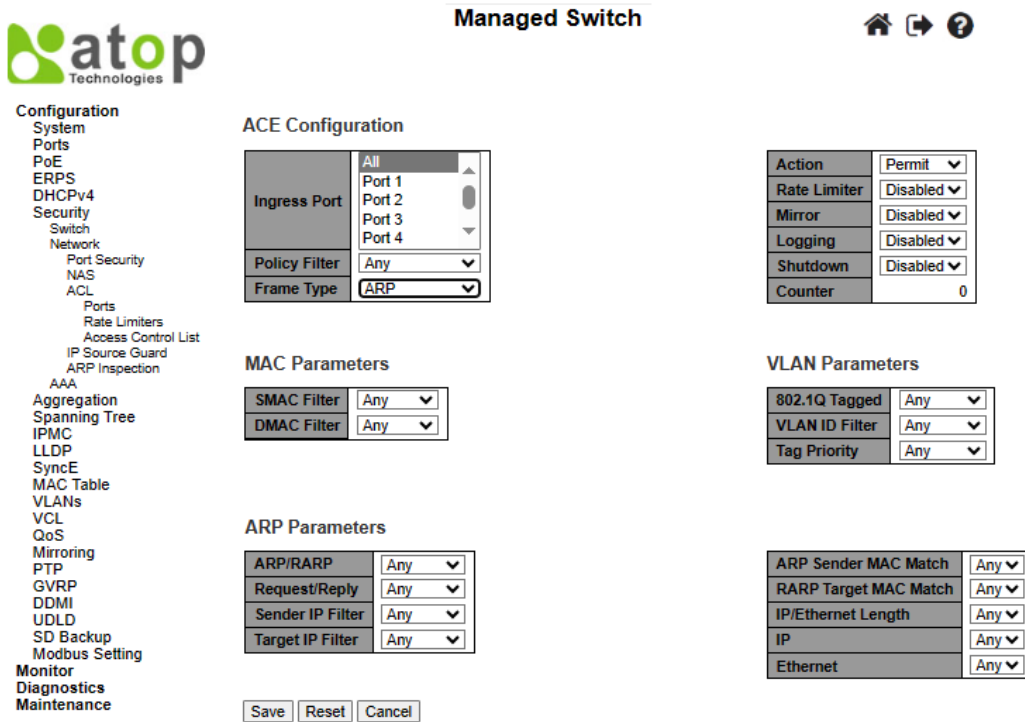 Managed Switch
atop
Technologies
Configuration
System
Ports
PoE
ERPS
DHCPv4
Security
Switch
Network
Port Security
NAS
ACL
Ports
Rate Limiters
Access Control List
IP Source Guard
ARP Inspection
AAA
Aggregation
Spanning Tree
IPMC
LLDP
SyncE
MAC Table
VLANs
VCL
QoS
Mirroring
PTP
GVRP
DDMI
UDLD
SD Backup
Modbus Setting
Monitor
Diagnostics
Maintenance
ACE Configuration
Ingress Port
All
Port 1
Port 2
Port 3
Port 4
Policy Filter Any
Frame Type ARP
Action Permit
Rate Limiter Disabled
Mirror Disabled
Logging Disabled
Shutdown Disabled
Counter 0
MAC Parameters
SMAC Filter Any
DMAC Filter Any
VLAN Parameters
802.1Q Tagged Any
VLAN ID Filter Any
Tag Priority Any
ARP Parameters
ARP/RARP Any
Request/Reply Any
Sender IP Filter Any
Target IP Filter Any
ARP Sender MAC Match Any
RARP Target MAC Match Any
IP/Ethernet Length Any
IP Any
Ethernet Any
Save Reset Cancel